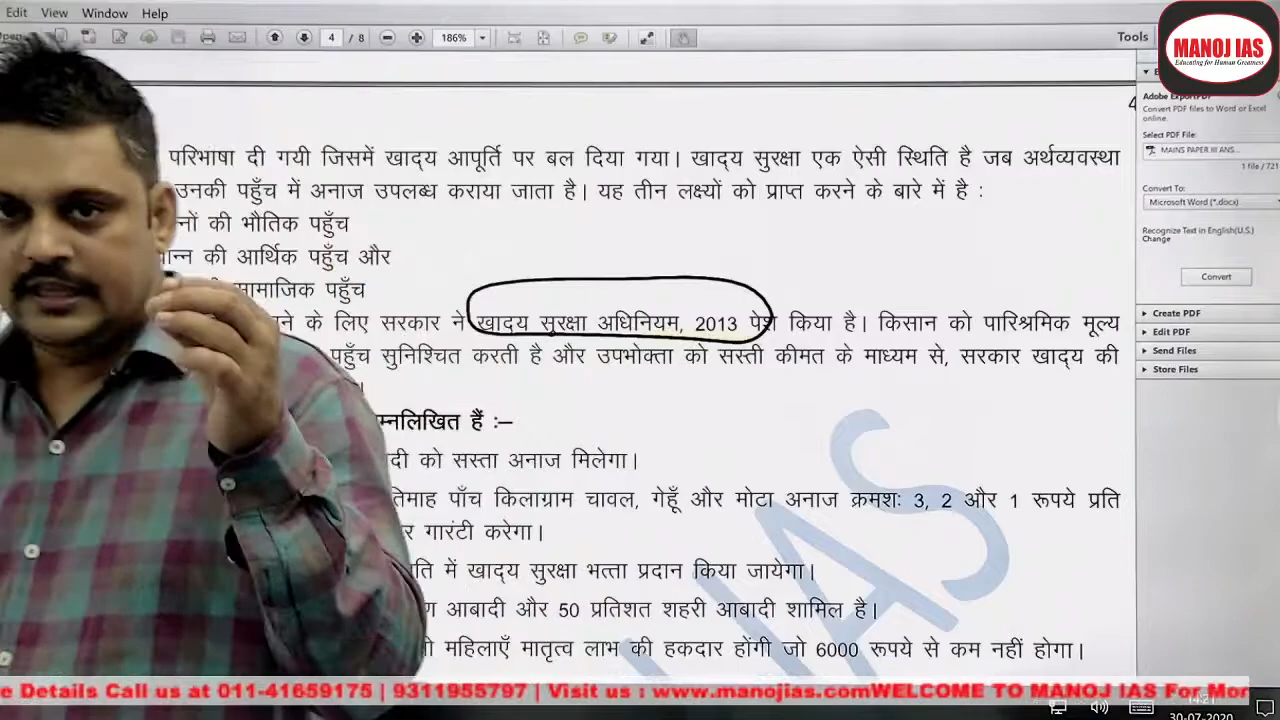 Edit View Window Help
4 / 8 186% Tools
MANOJ IAS
Educating for Human Greatness
Adobe ExportPDF
Convert PDF files to Word or Excel online.
Select PDF File:
MAINS PAPER III ANS...
1 file / 721
Convert To:
Microsoft Word (*.docx)
Recognize Text in English(U.S.)
Change
Convert
Create PDF
Edit PDF
Send Files
Store Files
4
परिभाषा दी गयी जिसमें खाद्य आपूर्ति पर बल दिया गया। खाद्य सुरक्षा एक ऐसी स्थिति है जब अर्थव्यवस्था
उनकी पहुँच में अनाज उपलब्ध कराया जाता है। यह तीन लक्ष्यों को प्राप्त करने के बारे में है :
की भौतिक पहुँच
की आर्थिक पहुँच और
सामाजिक पहुँच
के लिए सरकार ने खाद्य सुरक्षा अधिनियम, 2013 पेश किया है। किसान को पारिश्रमिक मूल्य
पहुँच सुनिश्चित करती है और उपभोक्ता को सस्ती कीमत के माध्यम से, सरकार खाद्य की
हैं :–
को सस्ता अनाज मिलेगा।
पाँच किलाग्राम चावल, गेहूँ और मोटा अनाज क्रमशः 3, 2 और 1 रूपये प्रति
गारंटी करेगा।
में खाद्य सुरक्षा भत्ता प्रदान किया जायेगा।
आबादी और 50 प्रतिशत शहरी आबादी शामिल है।
महिलाएँ मातृत्व लाभ की हकदार होंगी जो 6000 रूपये से कम नहीं होगा।
IAS
re Details Call us at 011-41659175 | 9311955797 | Visit us : www.manojias.comWELCOME TO MANOJ IAS For Mor
14:21
30-07-2020